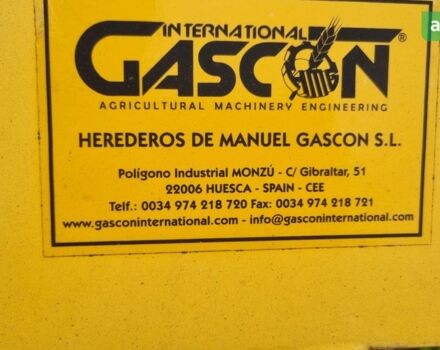 INTERNATIONAL
GASCON®
HMG
AGRICULTURAL MACHINERY ENGINEERING
HEREDEROS DE MANUEL GASCON S.L.
Polígono Industrial MONZÚ - C/ Gibraltar, 51
22006 HUESCA - SPAIN - CEE
Telf.: 0034 974 218 720 Fax: 0034 974 218 721
www.gasconinternational.com - info@gasconinternational.com